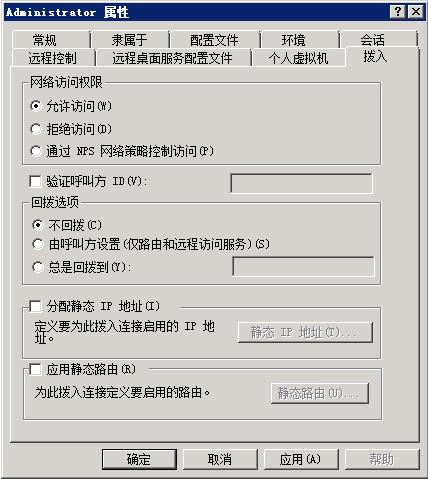 Administrator 属性
常规 隶属于 配置文件 环境 会话
远程控制 远程桌面服务配置文件 个人虚拟机 拨入
网络访问权限
允许访问(W)
拒绝访问(D)
通过 NPS 网络策略控制访问(P)
验证呼叫方 ID(V):
回拨选项
不回拨(C)
由呼叫方设置(仅路由和远程访问服务)(S)
总是回拨到(Y):
分配静态 IP 地址(I)
定义要为此拨入连接启用的 IP 地
址。
静态 IP 地址(T)...
应用静态路由(R)
为此拨入连接定义要启用的路由。
静态路由(U)...
确定 取消 应用(A) 帮助